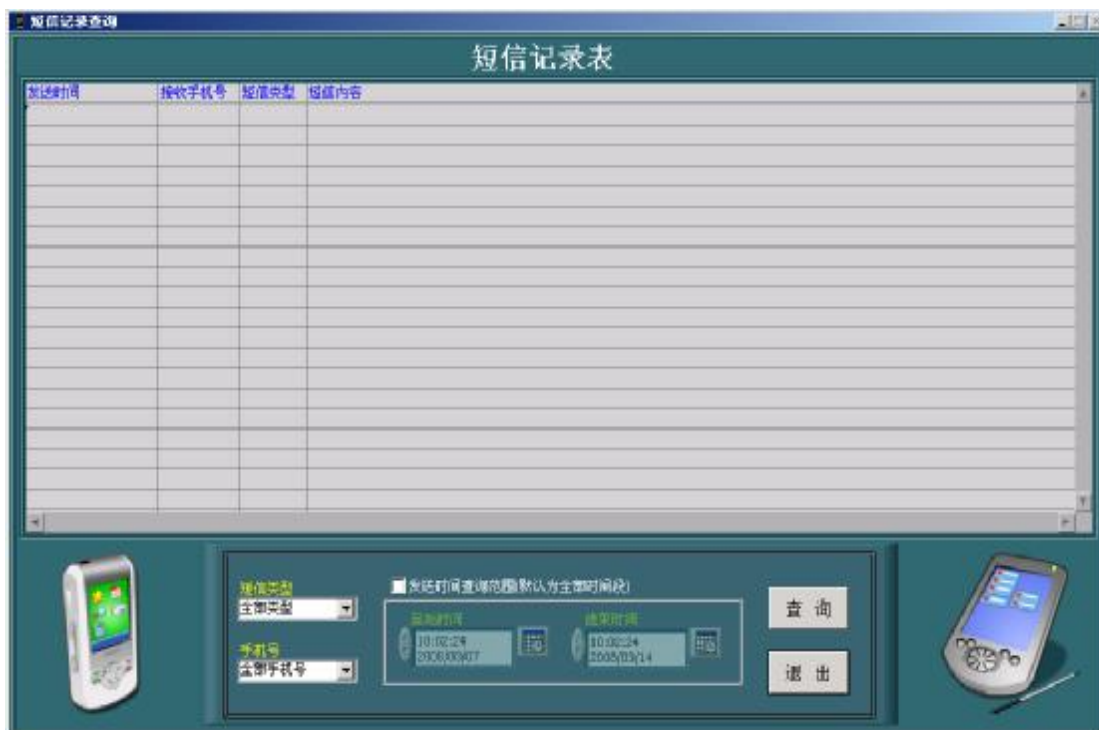 短信记录查询
短信记录表
发送时间 接收手机号 短信类型 短信内容
短信类型
全部类型
发送时间查询范围(默认为全部时间段)
起始时间 结束时间
10:02:24 10:02:24
2008/03/14
手机号
全部手机号
查 询
退 出